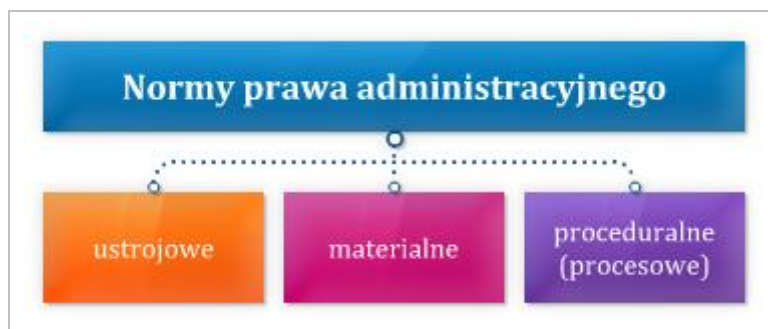 Normy prawa administracyjnego
ustrojowe
materialne
proceduralne
(procesowe)